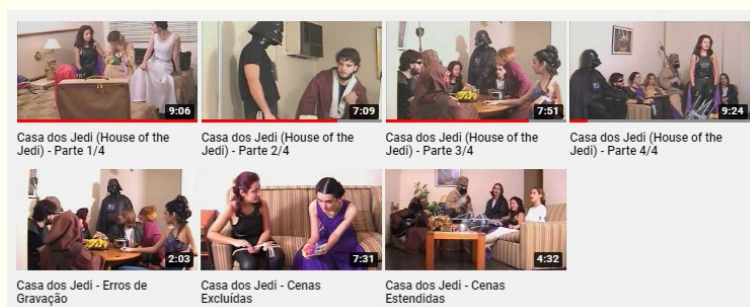 9:06
7:09
7:51
9:24
Casa dos Jedi (House of the
Jedi) - Parte 1/4
Casa dos Jedi (House of the
Jedi) - Parte 2/4
Casa dos Jedi (House of the
Jedi) - Parte 3/4
Casa dos Jedi (House of the
Jedi) - Parte 4/4
2:03
7:31
4:32
Casa dos Jedi - Erros de
Gravação
Casa dos Jedi - Cenas
Excluídas
Casa dos Jedi - Cenas
Estendidas